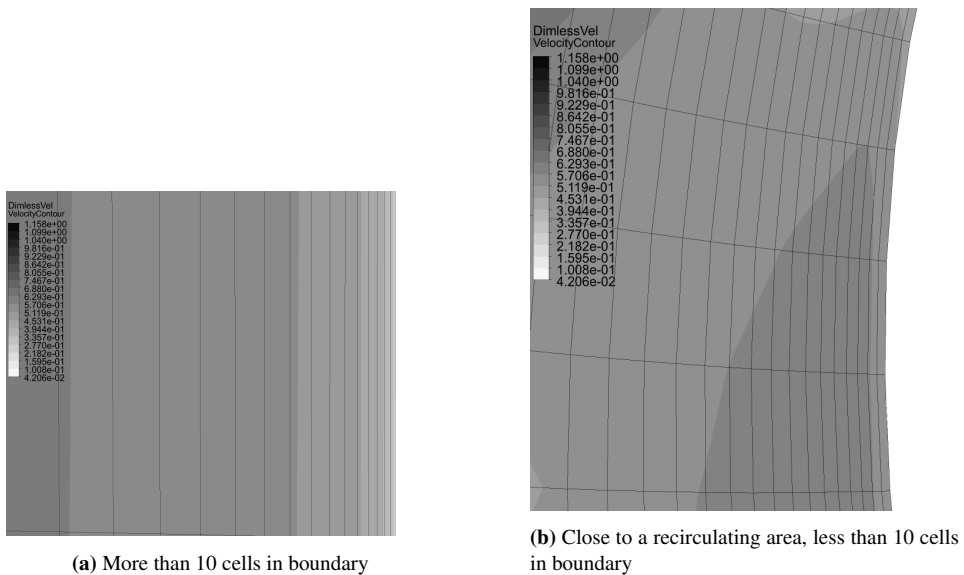 DimlessVel
VelocityContour
1.158e+00
1.099e+00
1.040e+00
9.816e-01
9.229e-01
8.642e-01
8.055e-01
7.467e-01
6.880e-01
6.293e-01
5.706e-01
5.119e-01
4.531e-01
3.944e-01
3.357e-01
2.770e-01
2.182e-01
1.595e-01
1.008e-01
4.206e-02
(a) More than 10 cells in boundary
DimlessVel
VelocityContour
1.158e+00
1.099e+00
1.040e+00
9.816e-01
9.229e-01
8.642e-01
8.055e-01
7.467e-01
6.880e-01
6.293e-01
5.706e-01
5.119e-01
4.531e-01
3.944e-01
3.357e-01
2.770e-01
2.182e-01
1.595e-01
1.008e-01
4.206e-02
(b) Close to a recirculating area, less than 10 cells
in boundary